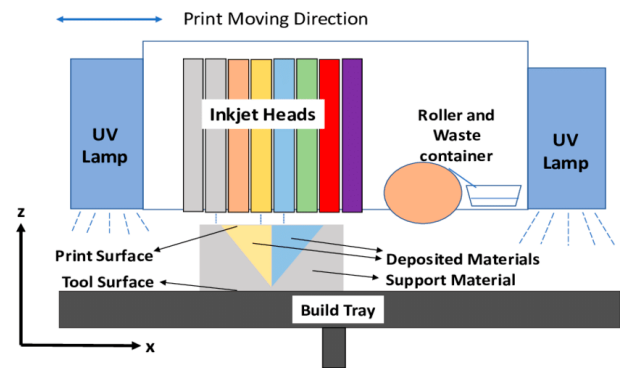 Print Moving Direction
Inkjet Heads
Roller and
Waste
container
UV
Lamp
UV
Lamp
z
Print Surface
Deposited Materials
Tool Surface
Support Material
Build Tray
x